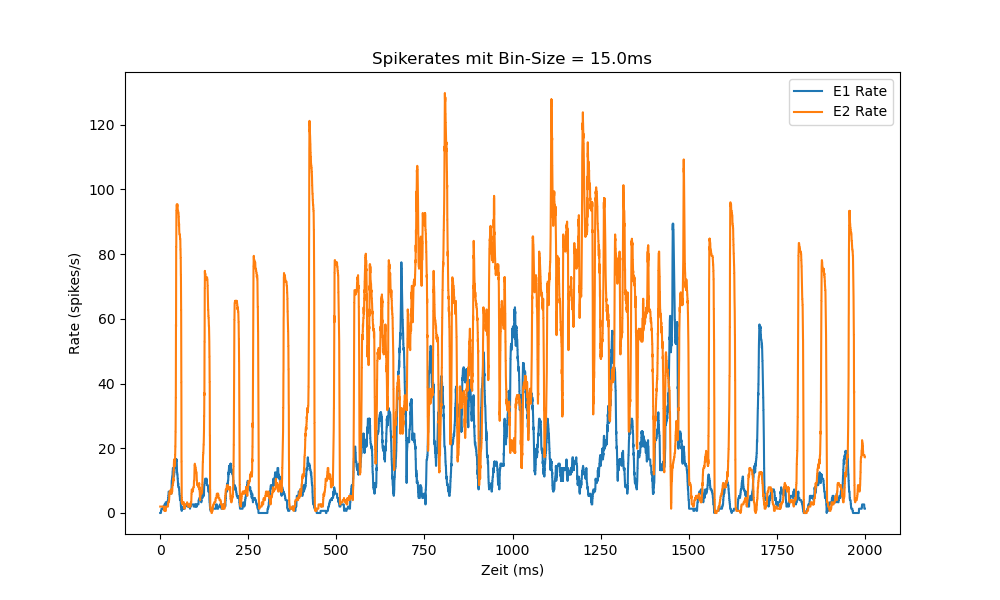 Spikerates mit Bin-Size = 15.0ms
E1 Rate
E2 Rate
120
100
80
60
40
20
0
Rate (spikes/s)
0 250 500 750 1000 1250 1500 1750 2000
Zeit (ms)